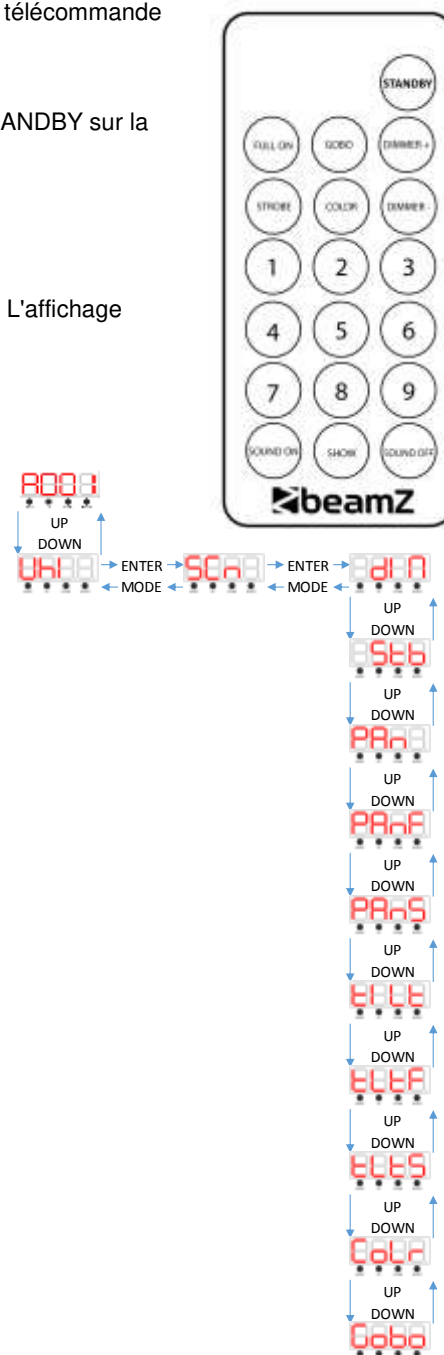 télécommande
STANDBY
ANDBY sur la
FULL ON GOBO DIMMER +
STROBE COLOR DIMMER -
1 2 3
L'affichage
4 5 6
7 8 9
SOUND ON SHOW SOUND OFF
beamZ
A001
UP
DOWN
UhI ENTER SCn ENTER dIM
MODE MODE
UP
DOWN
Stb
UP
DOWN
PAn
UP
DOWN
PAnF
UP
DOWN
PAnS
UP
DOWN
tILt
UP
DOWN
tLtF
UP
DOWN
tLtS
UP
DOWN
CoLr
UP
DOWN
Gobo